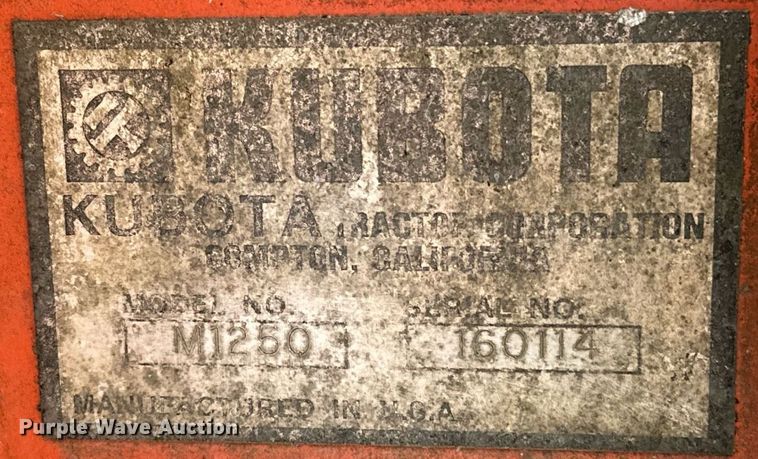 KUBOTA
KUBOTA TRACTOR CORPORATION
COMPTON, CALIFORNIA
MODEL NO. SERIAL NO.
M1250 160114
MANUFACTURED IN U.S.A.
Purple Wave Auction